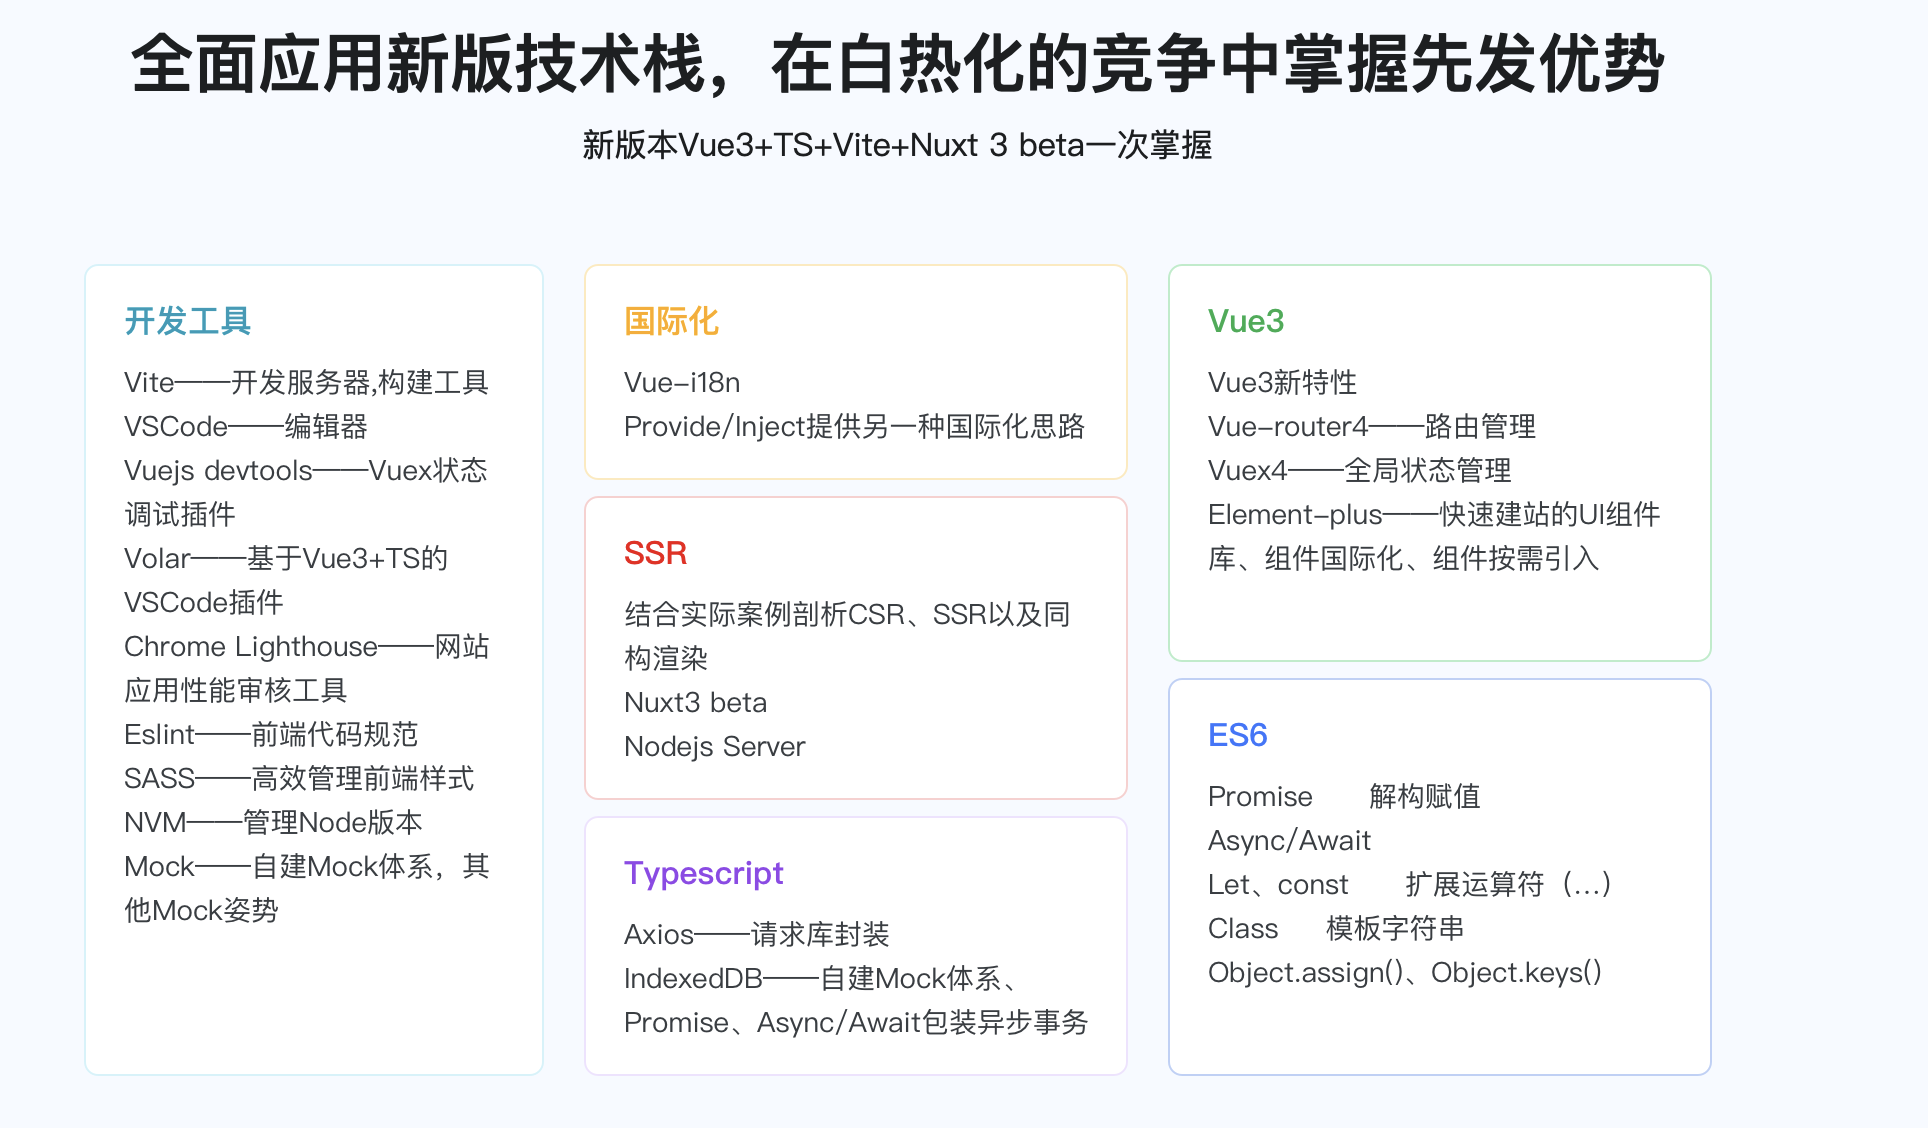 全面应用新版技术栈，在白热化的竞争中掌握先发优势
新版本Vue3+TS+Vite+Nuxt 3 beta一次掌握
开发工具
Vite——开发服务器,构建工具
VSCode——编辑器
Vuejs devtools——Vuex状态
调试插件
Volar——基于Vue3+TS的
VSCode插件
Chrome Lighthouse——网站
应用性能审核工具
Eslint——前端代码规范
SASS——高效管理前端样式
NVM——管理Node版本
Mock——自建Mock体系，其
他Mock姿势
国际化
Vue-i18n
Provide/Inject提供另一种国际化思路
SSR
结合实际案例剖析CSR、SSR以及同
构渲染
Nuxt3 beta
Nodejs Server
Typescript
Axios——请求库封装
IndexedDB——自建Mock体系、
Promise、Async/Await包装异步事务
Vue3
Vue3新特性
Vue-router4——路由管理
Vuex4——全局状态管理
Element-plus——快速建站的UI组件
库、组件国际化、组件按需引入
ES6
Promise 解构赋值
Async/Await
Let、const 扩展运算符（...）
Class 模板字符串
Object.assign()、Object.keys()